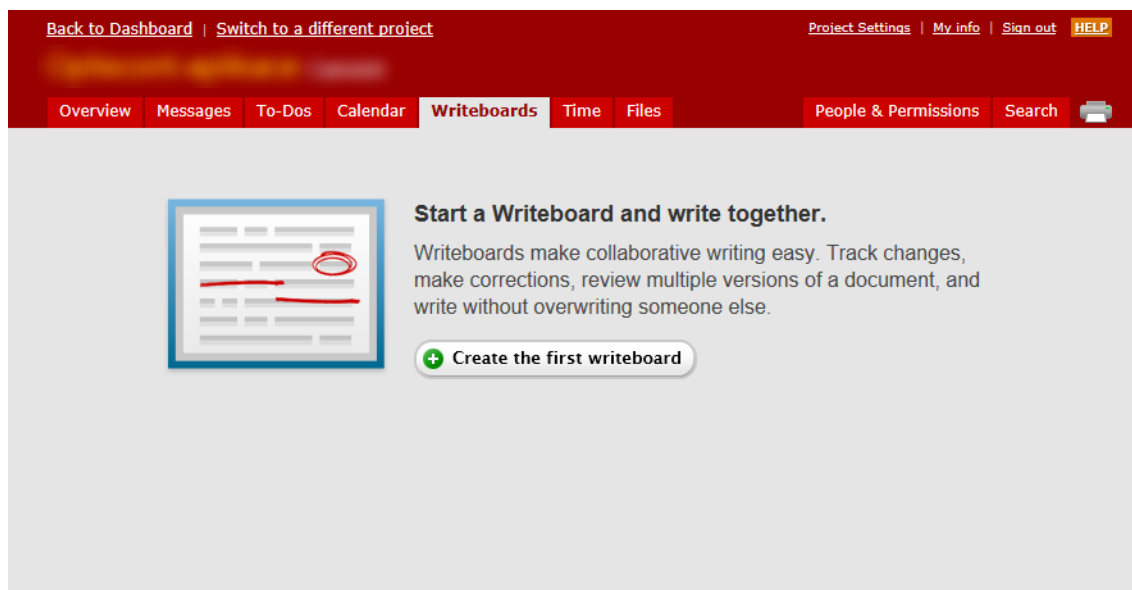 Back to Dashboard | Switch to a different project
Project Settings | My info | Sign out HELP
Overview Messages To-Dos Calendar Writeboards Time Files
People & Permissions Search
Start a Writeboard and write together.
Writeboards make collaborative writing easy. Track changes,
make corrections, review multiple versions of a document, and
write without overwriting someone else.
Create the first writeboard